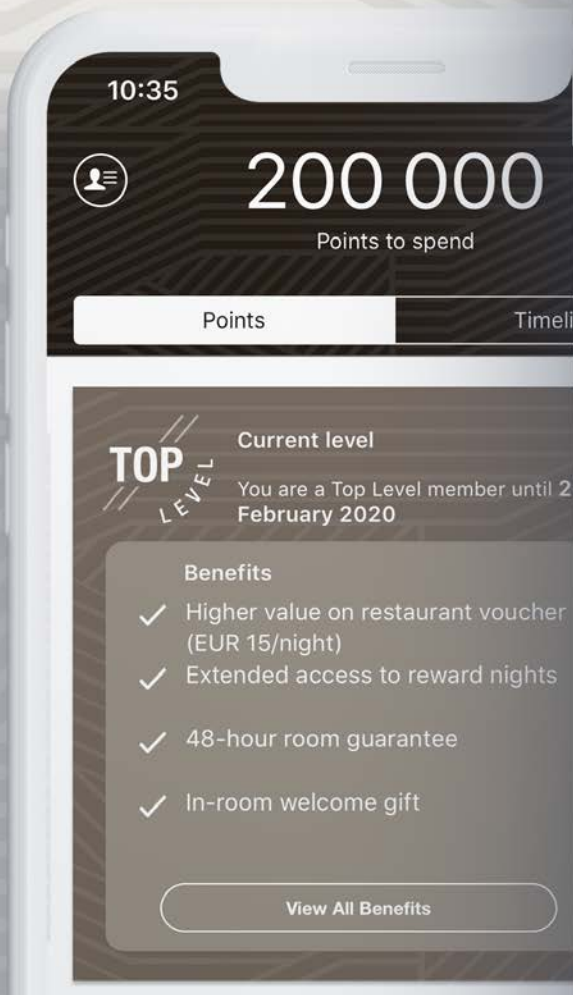 10:35
200 000
Points to spend
Points
Timeli
TOP
LEVEL
Current level
You are a Top Level member until 2
February 2020
Benefits
Higher value on restaurant voucher
(EUR 15/night)
Extended access to reward nights
48-hour room guarantee
In-room welcome gift
View All Benefits